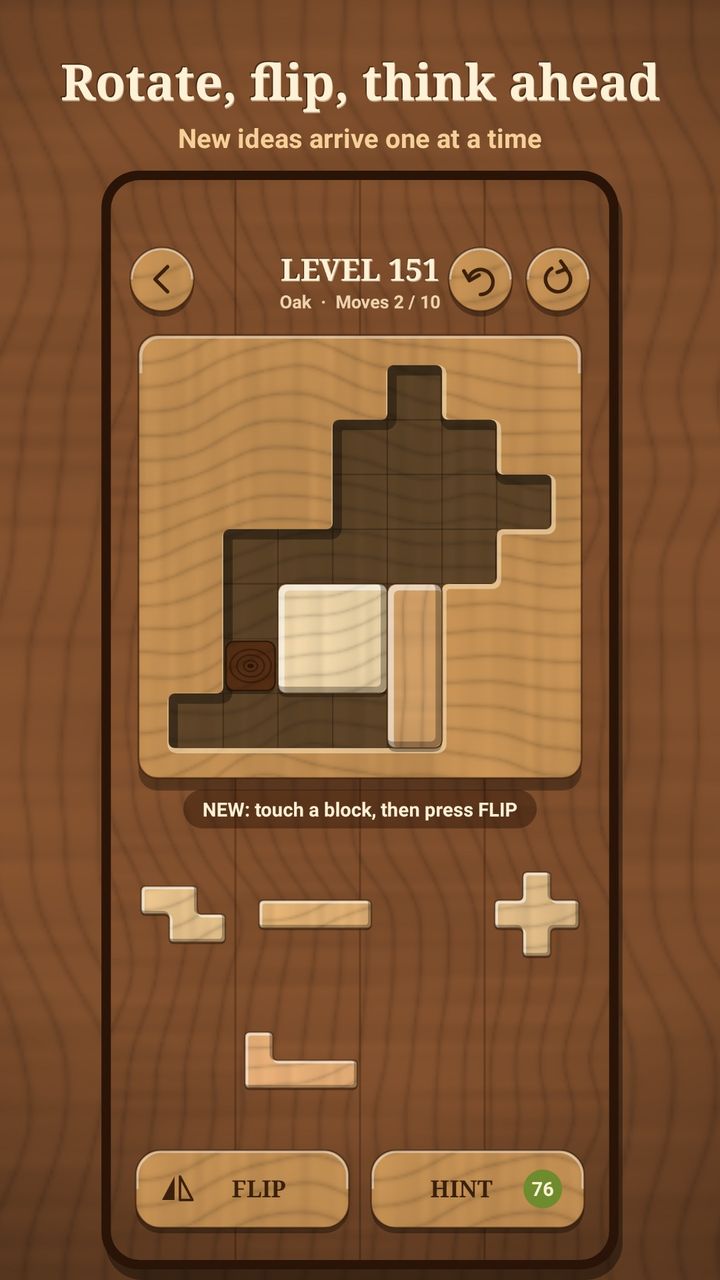 Rotate, flip, think ahead
New ideas arrive one at a time
LEVEL 151
Oak · Moves 2 / 10
NEW: touch a block, then press FLIP
FLIP
HINT 76